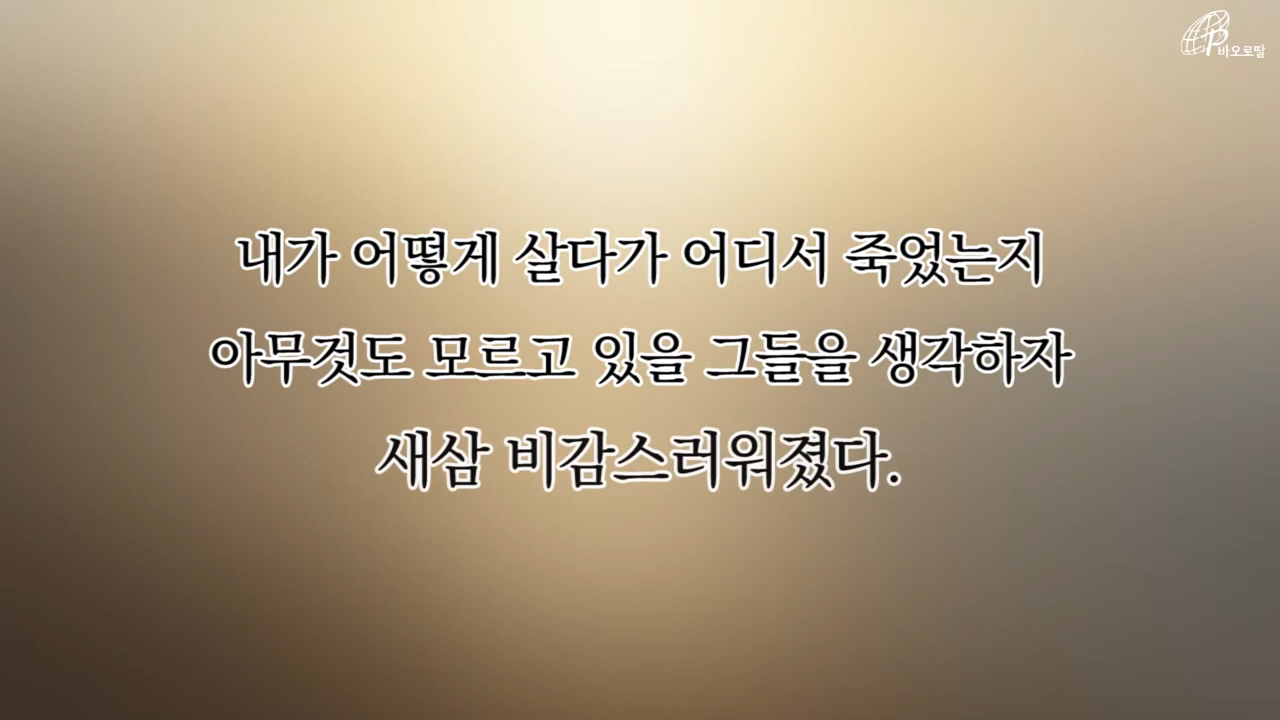 바오로딸
내가 어떻게 살다가 어디서 죽었는지
아무것도 모르고 있을 그들을 생각하자
새삼 비감스러워졌다.